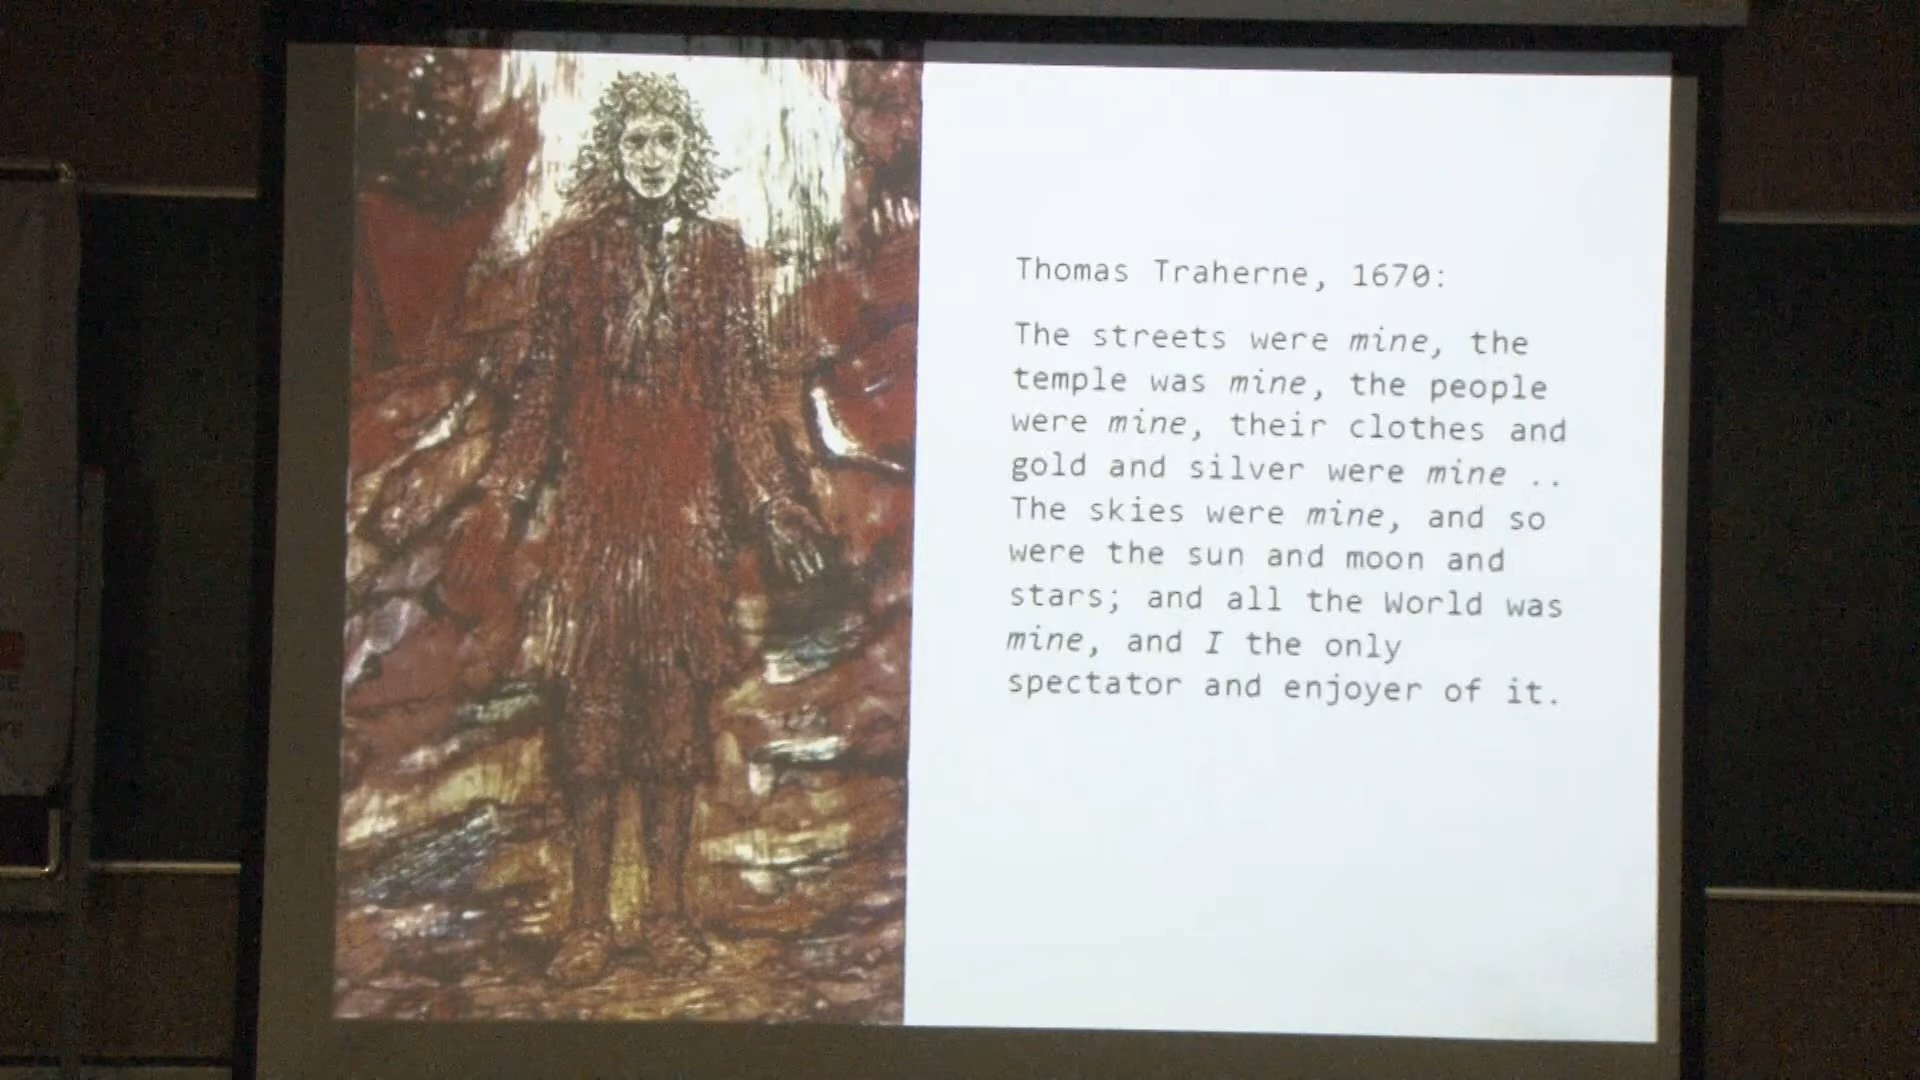 Thomas Traherne, 1670:
The streets were mine, the
temple was mine, the people
were mine, their clothes and
gold and silver were mine ..
The skies were mine, and so
were the sun and moon and
stars; and all the World was
mine, and I the only
spectator and enjoyer of it.